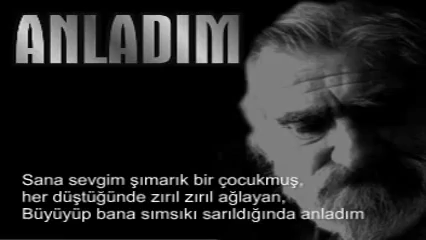 ANLADIM
Sana sevgim şımarık bir çocukmuş,
her düştüğünde zırıl zırıl ağlayan,
Büyüyüp bana sımsıkı sarıldığında anladım